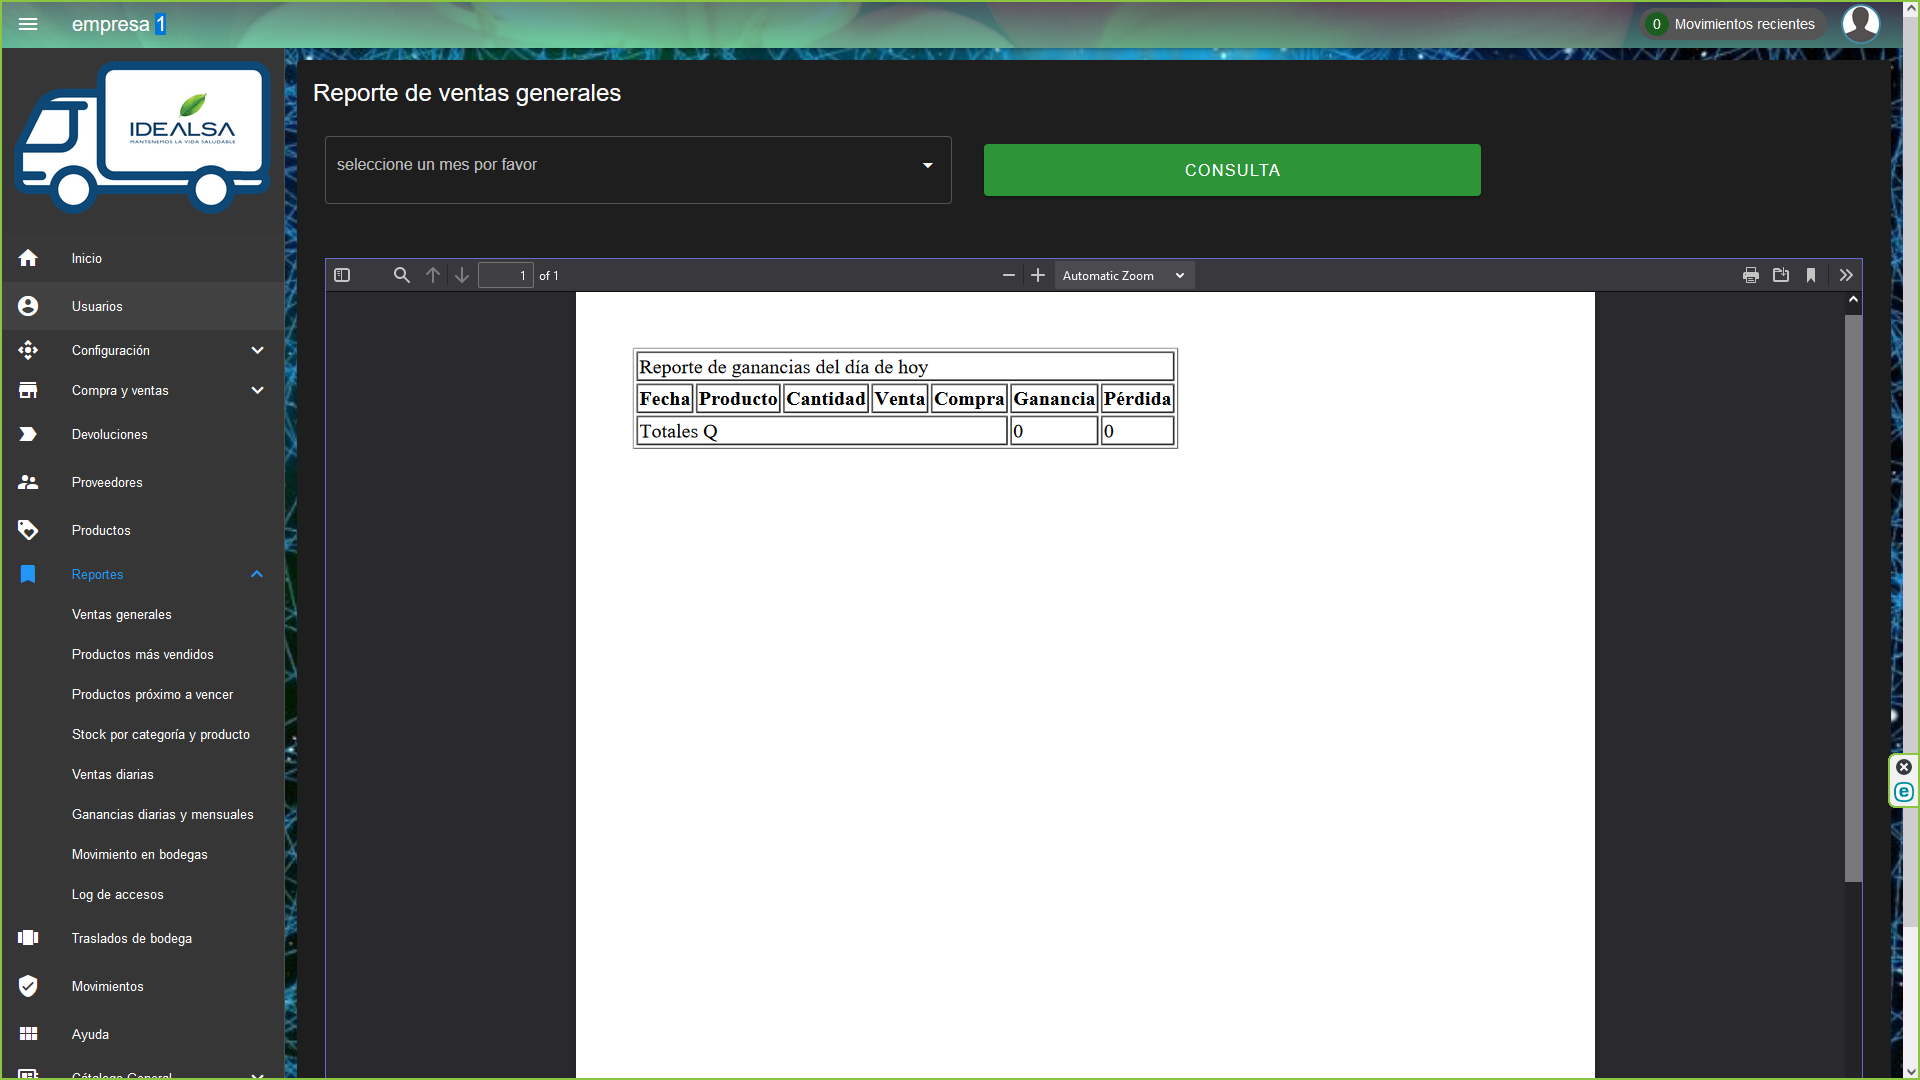 empresa 1
0 Movimientos recientes
IDEALSA
MANTENEMOS LA VIDA SALUDABLE
Inicio
Usuarios
Configuración
Compra y ventas
Devoluciones
Proveedores
Productos
Reportes
Ventas generales
Productos más vendidos
Productos próximo a vencer
Stock por categoría y producto
Ventas diarias
Ganancias diarias y mensuales
Movimiento en bodegas
Log de accesos
Traslados de bodega
Movimientos
Ayuda
Cátalogo General
Reporte de ventas generales
seleccione un mes por favor
CONSULTA
1 of 1
Automatic Zoom
Reporte de ganancias del día de hoy
Fecha Producto Cantidad Venta Compra Ganancia Pérdida
Totales Q 0 0